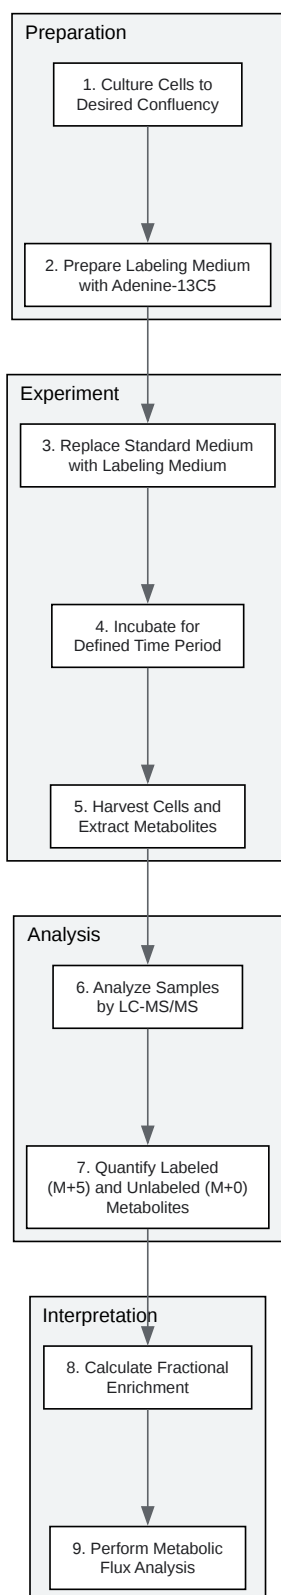 Preparation
1. Culture Cells to
Desired Confluency
2. Prepare Labeling Medium
with Adenine-13C5
Experiment
3. Replace Standard Medium
with Labeling Medium
4. Incubate for
Defined Time Period
5. Harvest Cells and
Extract Metabolites
Analysis
6. Analyze Samples
by LC-MS/MS
7. Quantify Labeled
(M+5) and Unlabeled (M+0)
Metabolites
Interpretation
8. Calculate Fractional
Enrichment
9. Perform Metabolic
Flux Analysis